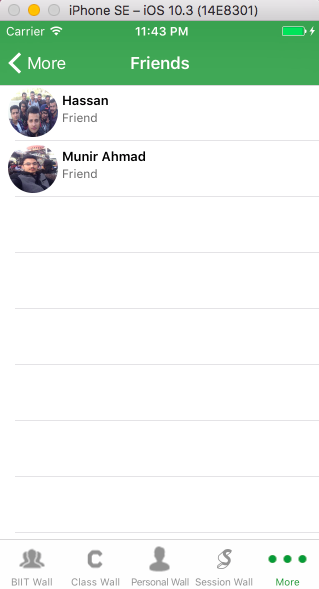 iPhone SE – iOS 10.3 (14E8301)
Carrier 11:43 PM
More Friends
Hassan
Friend
Munir Ahmad
Friend
BIIT Wall Class Wall Personal Wall Session Wall More